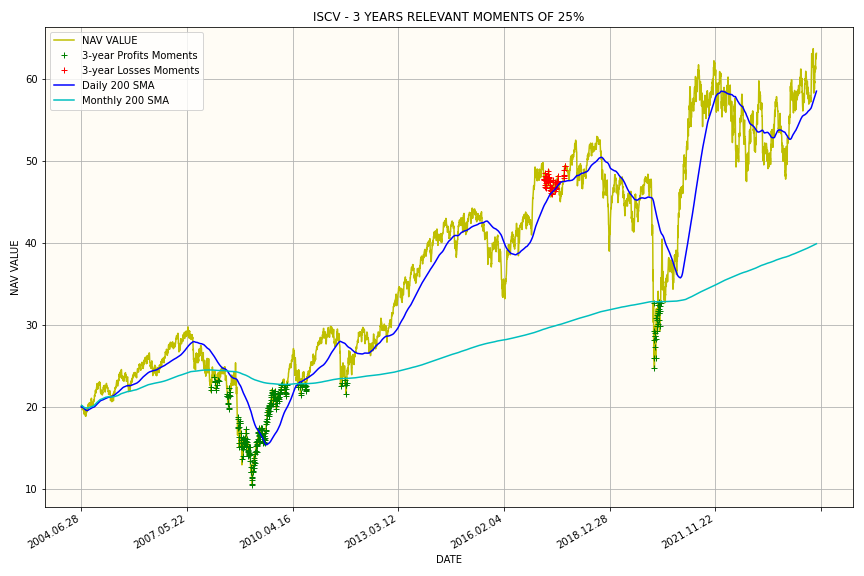 ISCV - 3 YEARS RELEVANT MOMENTS OF 25%
NAV VALUE
3-year Profits Moments
3-year Losses Moments
Daily 200 SMA
Monthly 200 SMA
NAV VALUE
60
50
40
30
20
10
2004.06.28
2007.05.22
2010.04.16
2013.03.12
2016.02.04
2018.12.28
2021.11.22
DATE